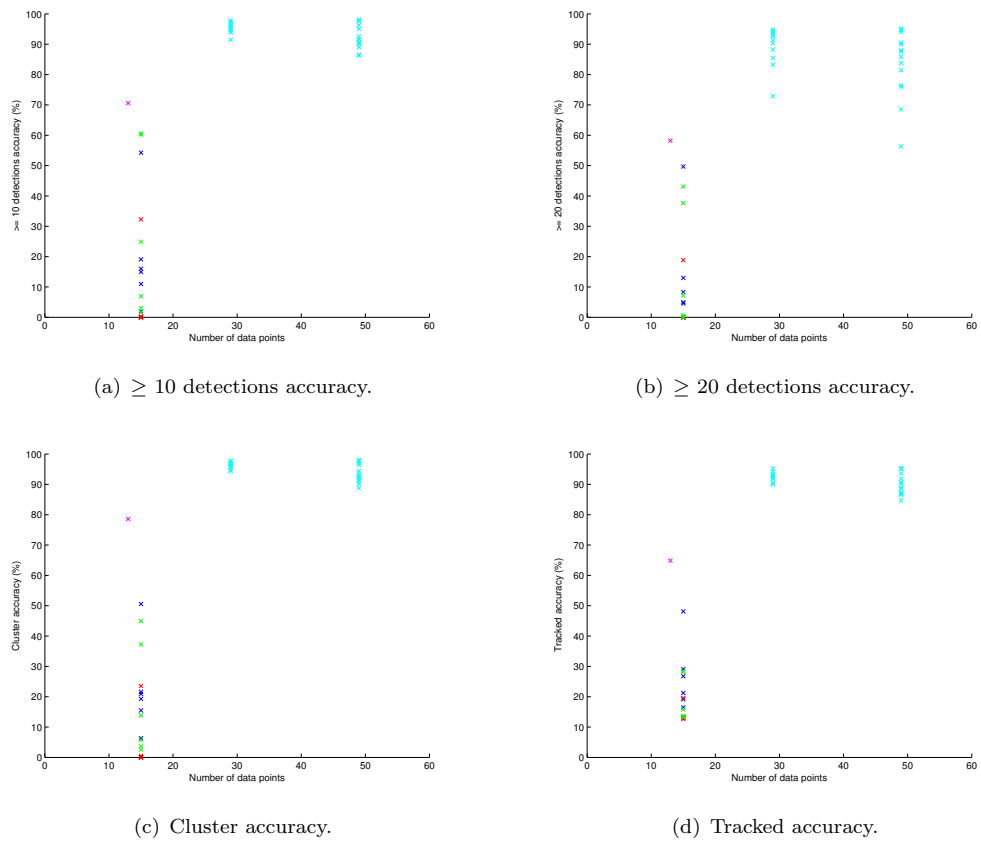 100
90
80
70
60
50
40
30
20
10
0
>= 10 detections accuracy (%)
0 10 20 30 40 50 60
Number of data points
(a) ≥ 10 detections accuracy.
100
90
80
70
60
50
40
30
20
10
0
>= 20 detections accuracy (%)
0 10 20 30 40 50 60
Number of data points
(b) ≥ 20 detections accuracy.
100
90
80
70
60
50
40
30
20
10
0
Cluster accuracy (%)
0 10 20 30 40 50 60
Number of data points
(c) Cluster accuracy.
100
90
80
70
60
50
40
30
20
10
0
Tracked accuracy (%)
0 10 20 30 40 50 60
Number of data points
(d) Tracked accuracy.